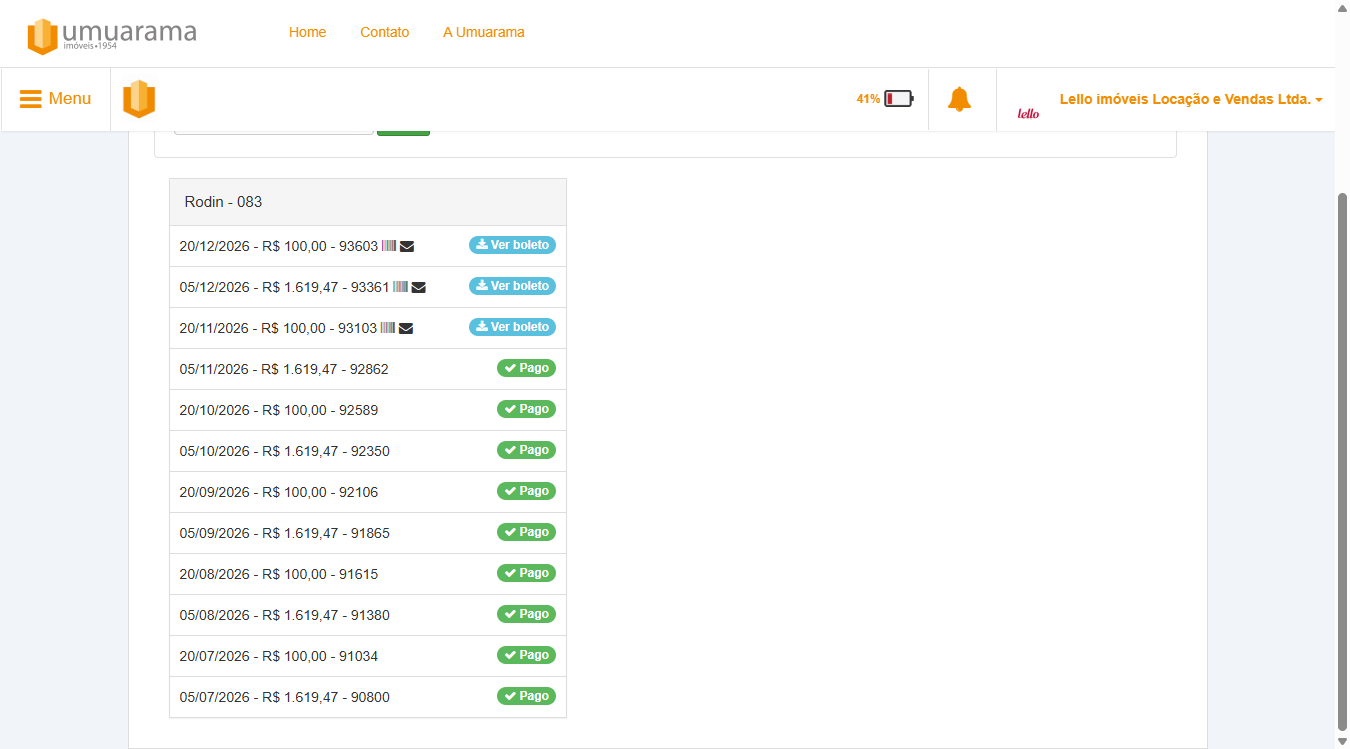 umuarama
imóveis•1954
Home Contato A Umuarama
Menu
41%
lello
Lello imóveis Locação e Vendas Ltda.
Rodin - 083
20/12/2026 - R$ 100,00 - 93603 Ver boleto
05/12/2026 - R$ 1.619,47 - 93361 Ver boleto
20/11/2026 - R$ 100,00 - 93103 Ver boleto
05/11/2026 - R$ 1.619,47 - 92862 Pago
20/10/2026 - R$ 100,00 - 92589 Pago
05/10/2026 - R$ 1.619,47 - 92350 Pago
20/09/2026 - R$ 100,00 - 92106 Pago
05/09/2026 - R$ 1.619,47 - 91865 Pago
20/08/2026 - R$ 100,00 - 91615 Pago
05/08/2026 - R$ 1.619,47 - 91380 Pago
20/07/2026 - R$ 100,00 - 91034 Pago
05/07/2026 - R$ 1.619,47 - 90800 Pago